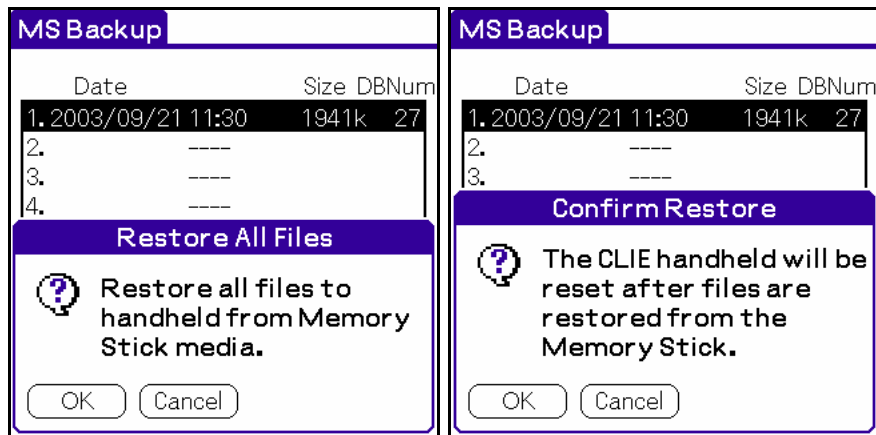 MS Backup
Date Size DBNum
1. 2003/09/21 11:30 1941k 27
2. ----
3. ----
4. ----
Restore All Files
Restore all files to
handheld from Memory
Stick media.
OK Cancel
MS Backup
Date Size DBNum
1. 2003/09/21 11:30 1941k 27
2. ----
3. ----
Confirm Restore
The CLIE handheld will be
reset after files are
restored from the
Memory Stick.
OK Cancel